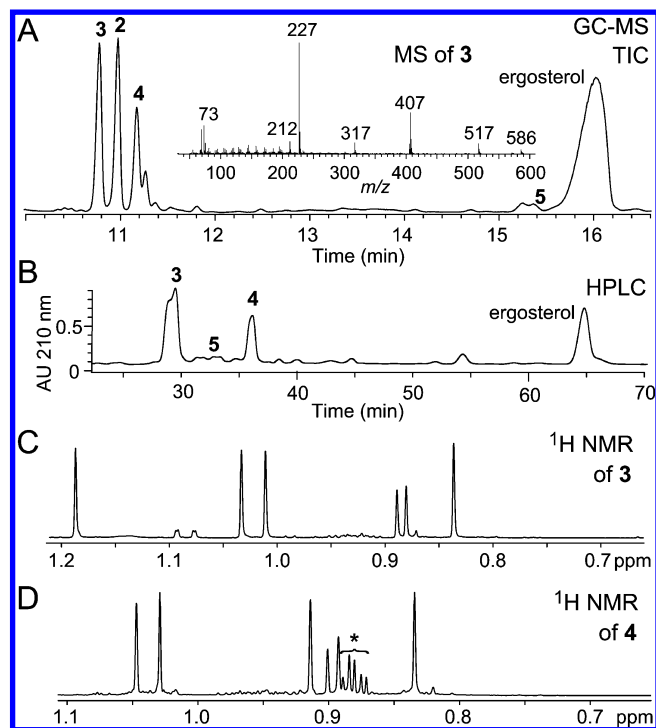 A
3 2
4
GC-MS
TIC
MS of 3
227
73
212
317
407
517
586
100 200 300 400 500 600
m/z
ergosterol
5
11 12 13 14 15 16
Time (min)
B
HPLC
3
4
5
ergosterol
AU 210 nm
0.5
0
30 40 50 60 70
Time (min)
C
¹H NMR
of 3
1.2 1.1 1.0 0.9 0.8 0.7 ppm
D
¹H NMR
of 4
*
1.1 1.0 0.9 0.8 0.7 ppm